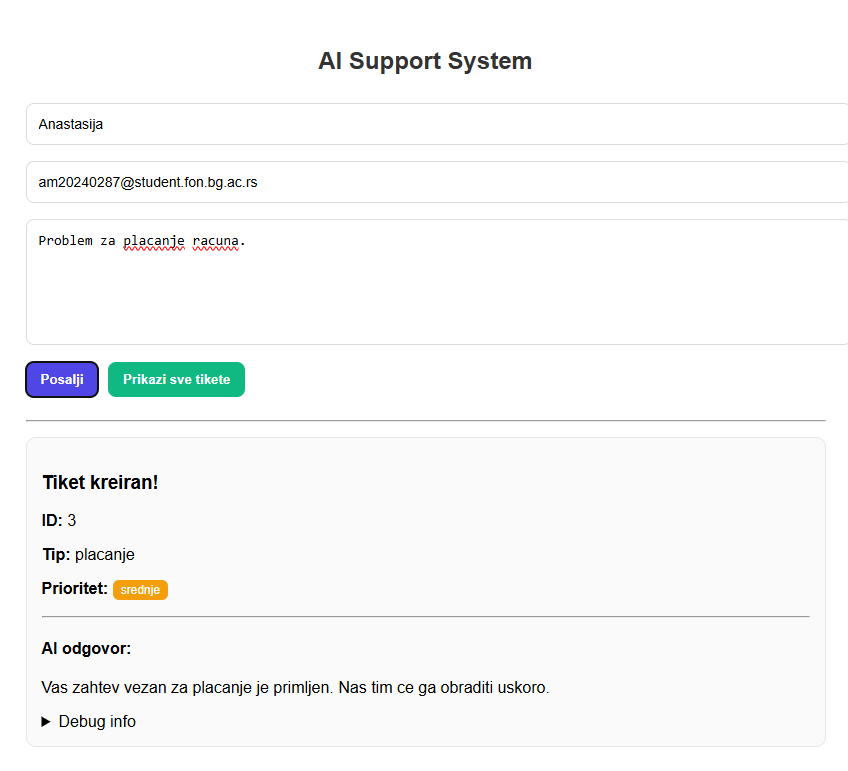 AI Support System
Anastasija
am20240287@student.fon.bg.ac.rs
Problem za placanje racuna.
Posalji
Prikazi sve tikete
Tiket kreiran!
ID: 3
Tip: placanje
Prioritet: srednje
AI odgovor:
Vas zahtev vezan za placanje je primljen. Nas tim ce ga obraditi uskoro.
Debug info